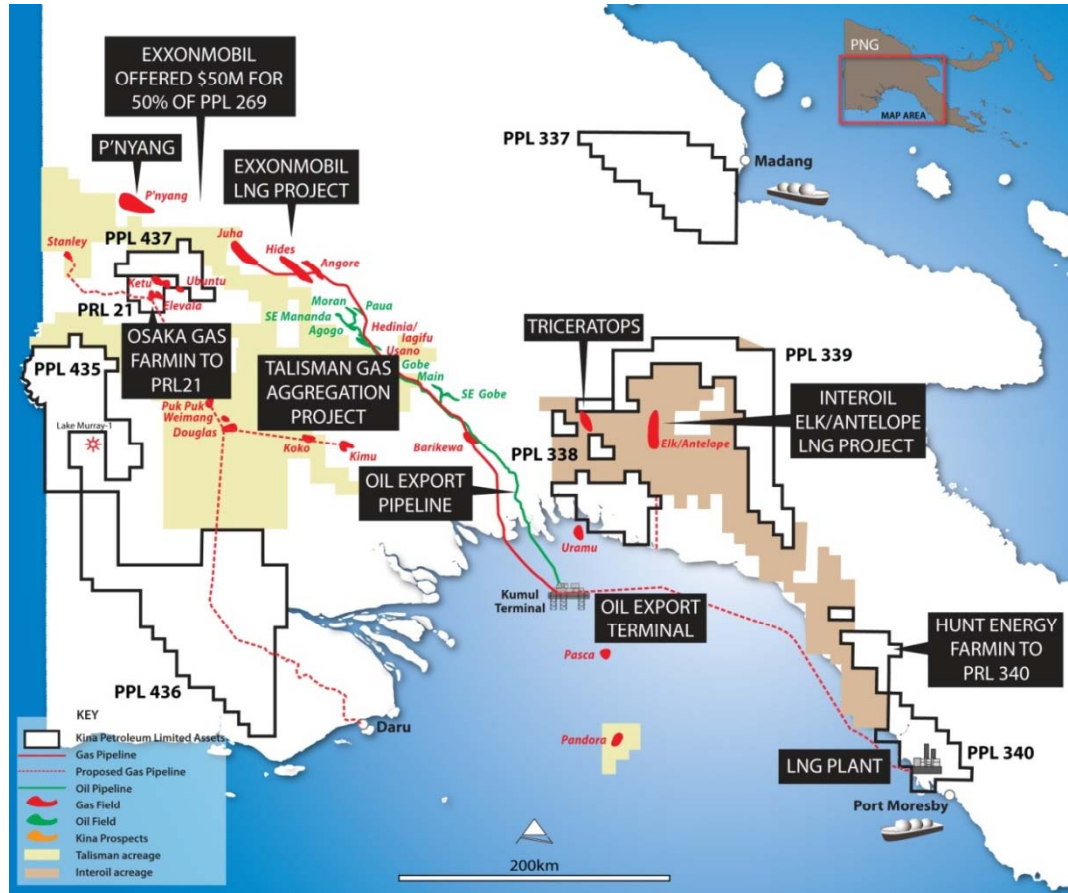 EXXONMOBIL
OFFERED $50M FOR
50% OF PPL 269
PNG
MAP AREA
P'NYANG
P'nyang
EXXONMOBIL
LNG PROJECT
PPL 337
Madang
Stanley
PPL 437
Juha
Hides
Angore
Ketu
Ubuntu
Elevala
PRL 21
OSAKA GAS
FARMIN TO
PRL21
Moran
Paua
SE Mananda
Agogo
Hedinia/
Iagifu
Usano
TALISMAN GAS
AGGREGATION
PROJECT
Gobe
Main
SE Gobe
TRICERATOPS
PPL 339
INTEROIL
ELK/ANTELOPE
LNG PROJECT
PPL 435
Lake Murray-1
Puk Puk
Weimang
Douglas
Koko
Kimu
Barikewa
PPL 338
Elk/Antelope
OIL EXPORT
PIPELINE
Uramu
Kumul
Terminal
OIL EXPORT
TERMINAL
HUNT ENERGY
FARMIN TO
PRL 340
Pasca
PPL 436
Daru
Pandora
LNG PLANT
PPL 340
Port Moresby
KEY
Kina Petroleum Limited Assets
Gas Pipeline
Proposed Gas Pipeline
Oil Pipeline
Gas Field
Oil Field
Kina Prospects
Talisman acreage
Interoil acreage
200km